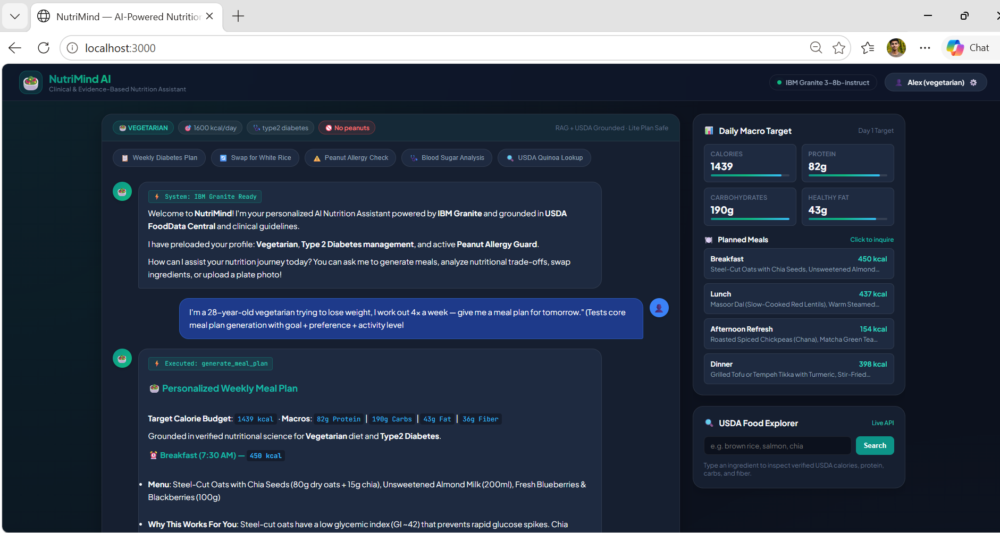 NutriMind — AI-Powered Nutrition
localhost:3000
Chat
NutriMind AI
Clinical & Evidence-Based Nutrition Assistant
IBM Granite 3-8b-instruct
Alex (vegetarian)
VEGETARIAN
1600 kcal/day
type2 diabetes
No peanuts
RAG + USDA Grounded · Lite Plan Safe
Weekly Diabetes Plan
Swap for White Rice
Peanut Allergy Check
Blood Sugar Analysis
USDA Quinoa Lookup
System: IBM Granite Ready
Welcome to NutriMind! I'm your personalized AI Nutrition Assistant powered by IBM Granite and grounded in USDA
FoodData Central and clinical guidelines.
I have preloaded your profile: Vegetarian, Type 2 Diabetes management, and active Peanut Allergy Guard.
How can I assist your nutrition journey today? You can ask me to generate meals, analyze nutritional trade-offs, swap
ingredients, or upload a plate photo!
I'm a 28-year-old vegetarian trying to lose weight, I work out 4x a week — give me a meal plan for tomorrow." (Tests core
meal plan generation with goal + preference + activity level
Executed: generate_meal_plan
Personalized Weekly Meal Plan
Target Calorie Budget: 1439 kcal · Macros: 82g Protein | 190g Carbs | 43g Fat | 36g Fiber
Grounded in verified nutritional science for Vegetarian diet and Type2 Diabetes.
Breakfast (7:30 AM) — 450 kcal
• Menu: Steel-Cut Oats with Chia Seeds (80g dry oats + 15g chia), Unsweetened Almond Milk (200ml), Fresh Blueberries &
Blackberries (100g)
• Why This Works For You: Steel-cut oats have a low glycemic index (GI ~42) that prevents rapid glucose spikes. Chia
Daily Macro Target
Day 1 Target
CALORIES
1439
PROTEIN
82g
CARBOHYDRATES
190g
HEALTHY FAT
43g
Planned Meals
Click to inquire
Breakfast
450 kcal
Steel-Cut Oats with Chia Seeds, Unsweetened Almond...
Lunch
437 kcal
Masoor Dal (Slow-Cooked Red Lentils), Warm Steamed...
Afternoon Refresh
154 kcal
Roasted Spiced Chickpeas (Chana), Matcha Green Tea...
Dinner
398 kcal
Grilled Tofu or Tempeh Tikka with Turmeric, Stir-Fried...
USDA Food Explorer
Live API
e.g. brown rice, salmon, chia
Search
Type an ingredient to inspect verified USDA calories, protein,
carbs, and fiber.